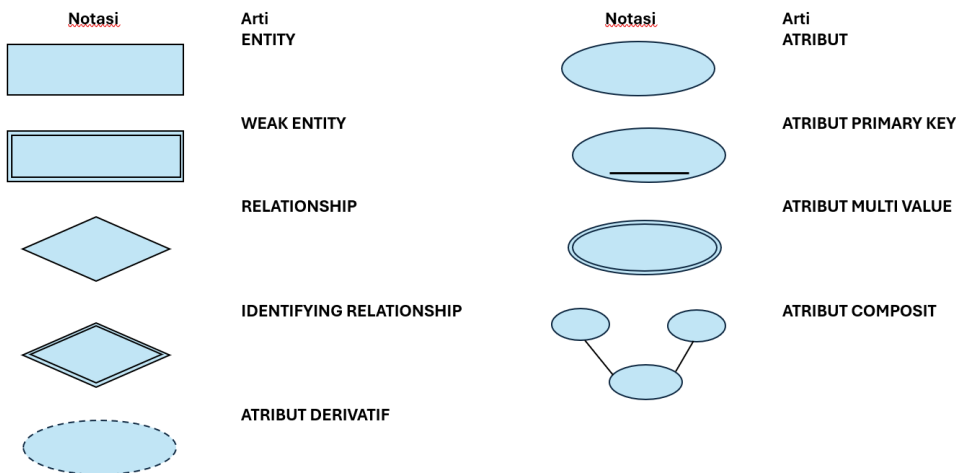 Notasi
Arti
ENTITY
WEAK ENTITY
RELATIONSHIP
IDENTIFYING RELATIONSHIP
ATRIBUT DERIVATIF
Notasi
Arti
ATRIBUT
ATRIBUT PRIMARY KEY
ATRIBUT MULTI VALUE
ATRIBUT COMPOSIT